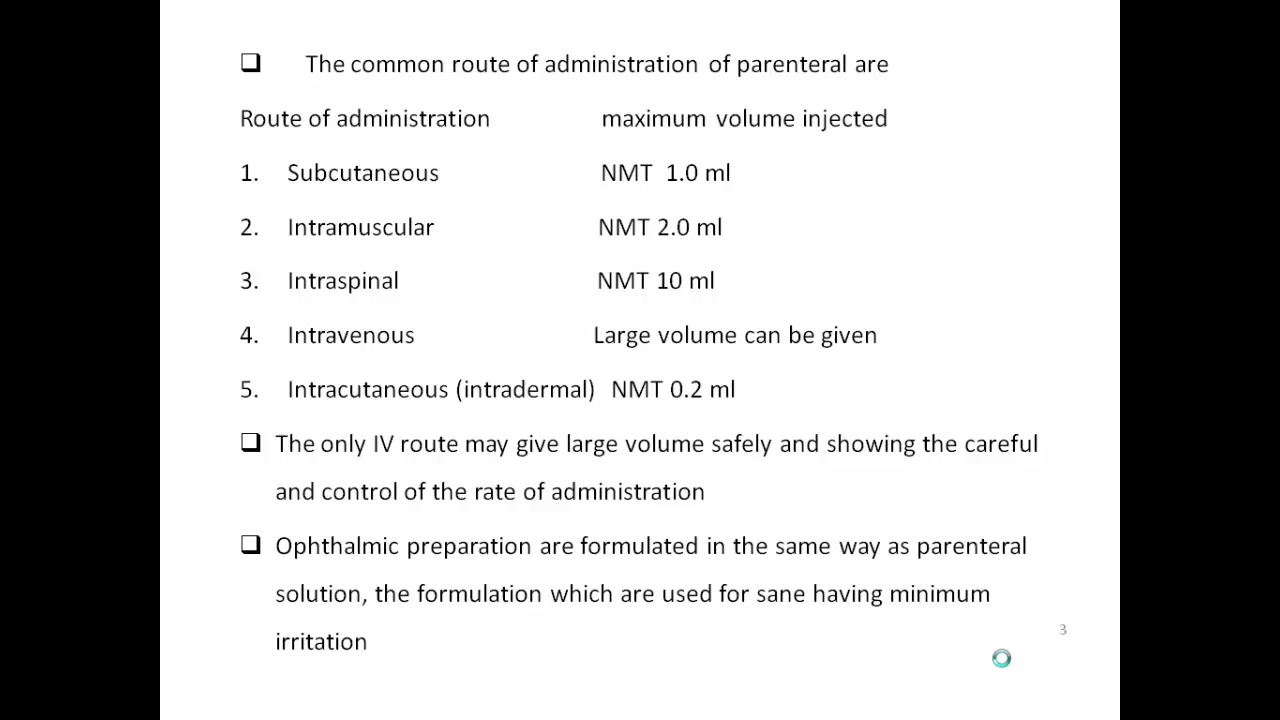 ❑ The common route of administration of parenteral are
Route of administration maximum volume injected
1. Subcutaneous NMT 1.0 ml
2. Intramuscular NMT 2.0 ml
3. Intraspinal NMT 10 ml
4. Intravenous Large volume can be given
5. Intracutaneous (intradermal) NMT 0.2 ml
❑ The only IV route may give large volume safely and showing the careful
and control of the rate of administration
❑ Ophthalmic preparation are formulated in the same way as parenteral
solution, the formulation which are used for sane having minimum
irritation
3